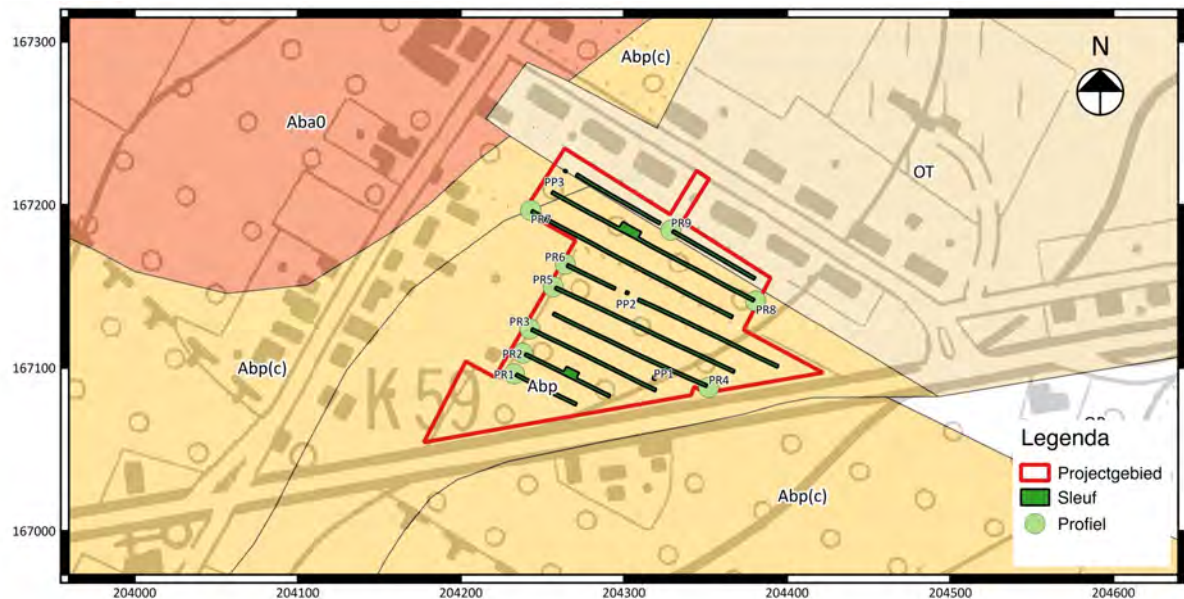 167300
167200
167100
167000
Abp(c)
N
Aba0
OT
PP3
PR7
PR9
PR6
PR5
PP2
PR8
PR3
PR2
PP1
PR1
PR4
Abp(c)
K 59
Abp
Abp(c)
Legenda
Projectgebied
Sleuf
Profiel
204000
204100
204200
204300
204400
204500
204600